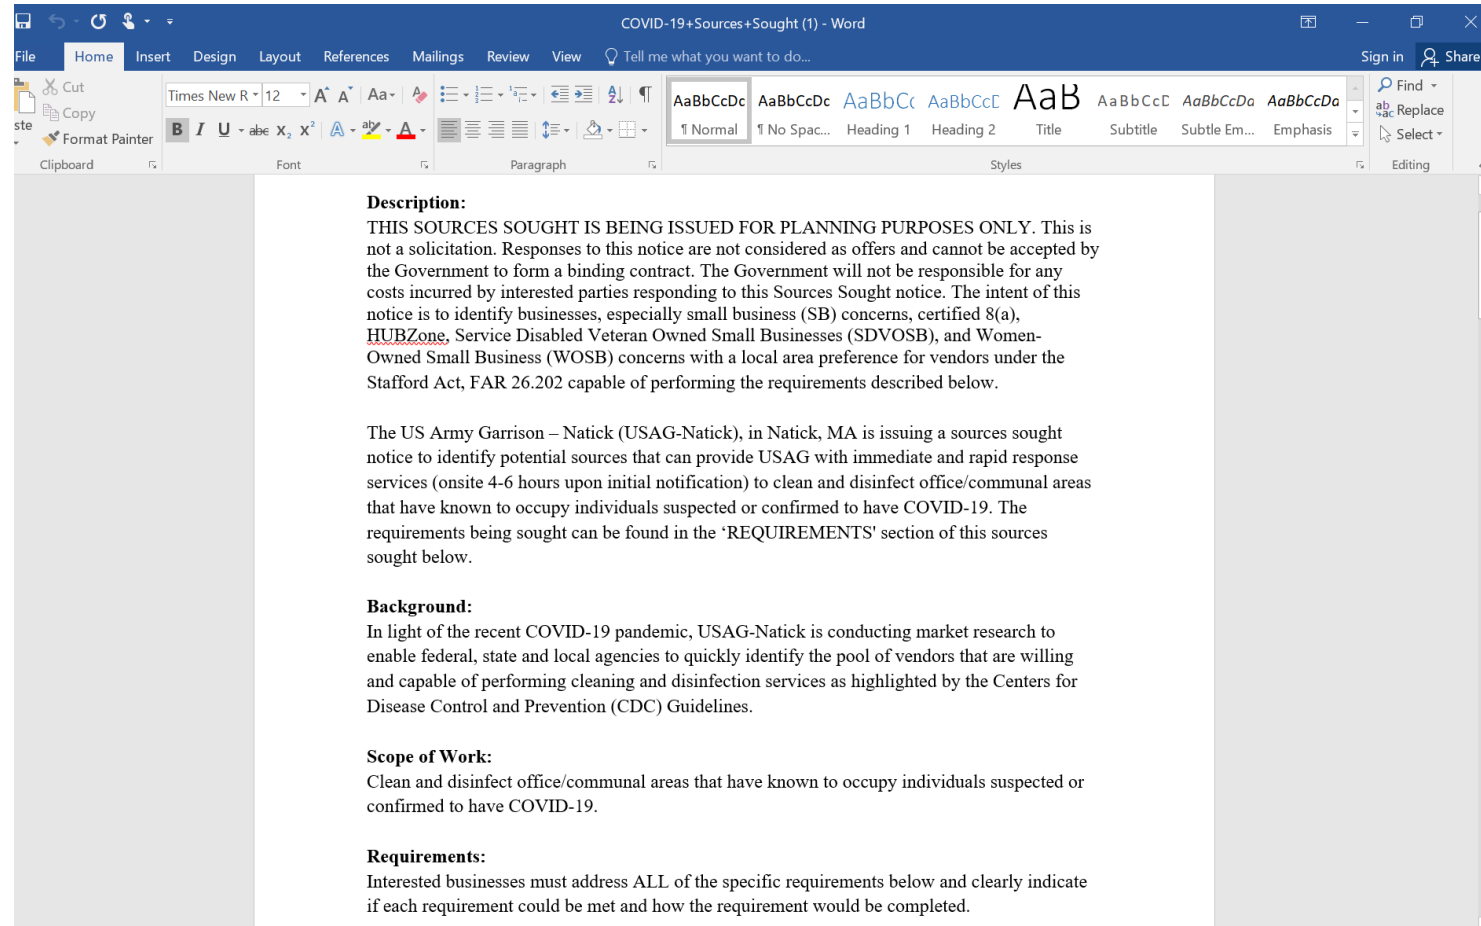 COVID-19+Sources+Sought (1) - Word
File Home Insert Design Layout References Mailings Review View Tell me what you want to do... Sign in Share
Cut
Copy
ste
Format Painter
Clipboard
Times New R 12 Aa
B I U abc X2 X2 A aby A
Font
Paragraph
AaBbCcDc AaBbCcDc AaBbCc AaBbCcC AaB AaBbCcD AaBbCcDa AaBbCcDa
¶ Normal ¶ No Spac... Heading 1 Heading 2 Title Subtitle Subtle Em... Emphasis
Styles
Find
Replace
Select
Editing
Description:
THIS SOURCES SOUGHT IS BEING ISSUED FOR PLANNING PURPOSES ONLY. This is
not a solicitation. Responses to this notice are not considered as offers and cannot be accepted by
the Government to form a binding contract. The Government will not be responsible for any
costs incurred by interested parties responding to this Sources Sought notice. The intent of this
notice is to identify businesses, especially small business (SB) concerns, certified 8(a),
HUBZone, Service Disabled Veteran Owned Small Businesses (SDVOSB), and Women-
Owned Small Business (WOSB) concerns with a local area preference for vendors under the
Stafford Act, FAR 26.202 capable of performing the requirements described below.
The US Army Garrison – Natick (USAG-Natick), in Natick, MA is issuing a sources sought
notice to identify potential sources that can provide USAG with immediate and rapid response
services (onsite 4-6 hours upon initial notification) to clean and disinfect office/communal areas
that have known to occupy individuals suspected or confirmed to have COVID-19. The
requirements being sought can be found in the ‘REQUIREMENTS' section of this sources
sought below.
Background:
In light of the recent COVID-19 pandemic, USAG-Natick is conducting market research to
enable federal, state and local agencies to quickly identify the pool of vendors that are willing
and capable of performing cleaning and disinfection services as highlighted by the Centers for
Disease Control and Prevention (CDC) Guidelines.
Scope of Work:
Clean and disinfect office/communal areas that have known to occupy individuals suspected or
confirmed to have COVID-19.
Requirements:
Interested businesses must address ALL of the specific requirements below and clearly indicate
if each requirement could be met and how the requirement would be completed.